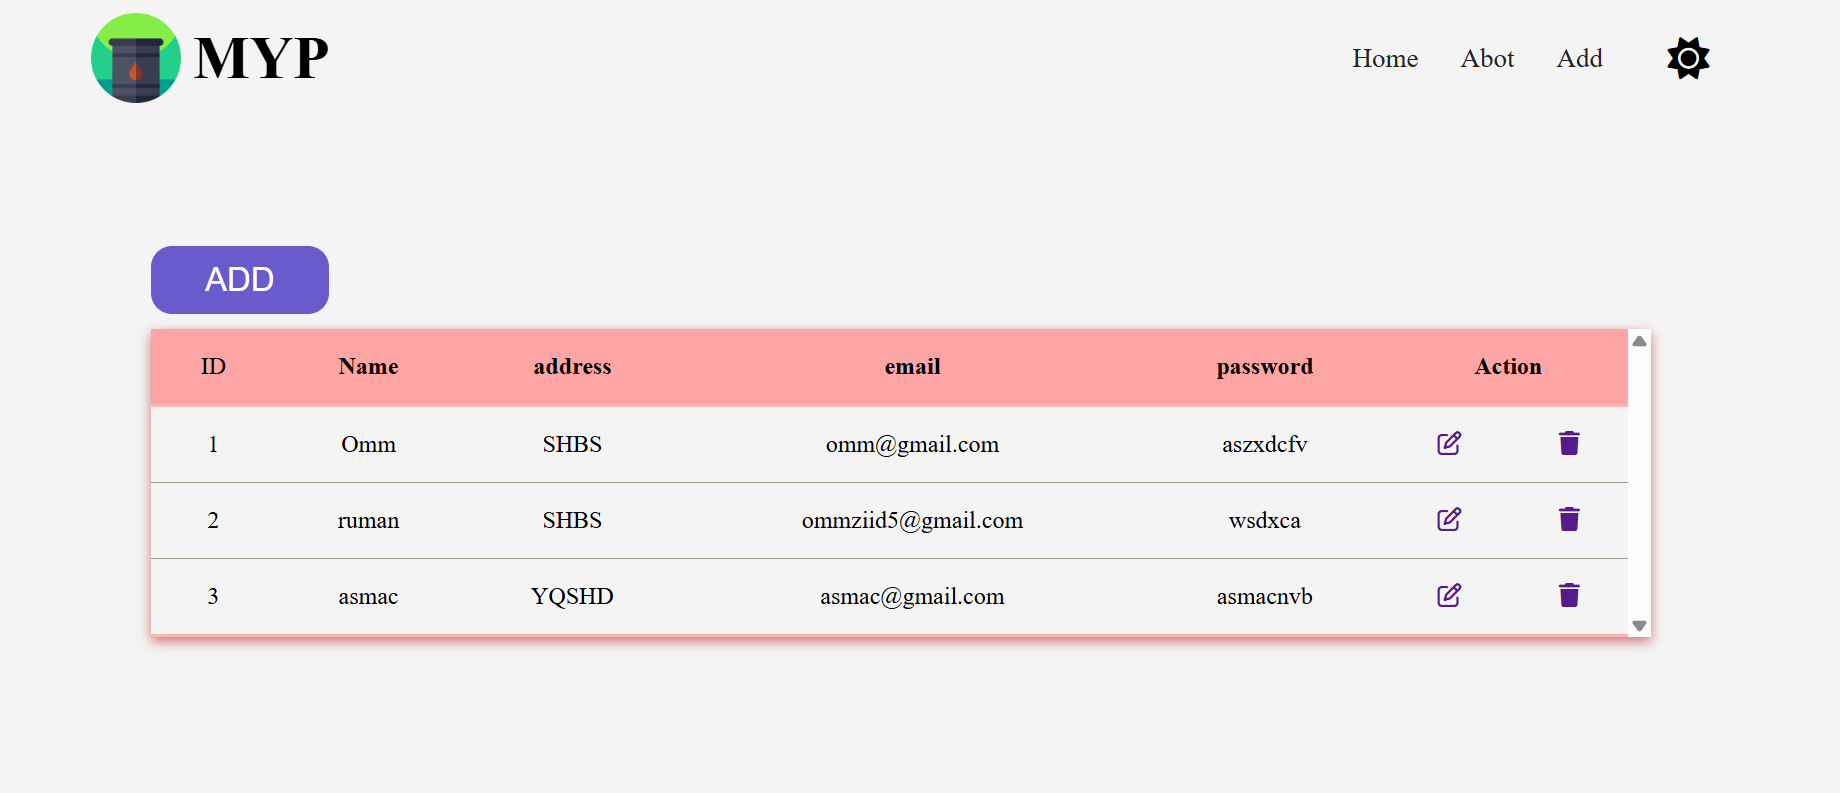 MYP
Home Abot Add
ADD
ID Name address email password Action
1 Omm SHBS omm@gmail.com aszxdcfv
2 ruman SHBS ommziid5@gmail.com wsdxca
3 asmac YQSHD asmac@gmail.com asmacnvb